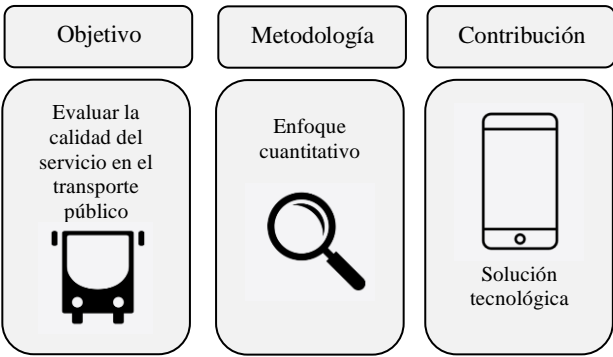 Objetivo
Metodología
Contribución
Evaluar la
calidad del
servicio en el
transporte
público
Enfoque
cuantitativo
Solución
tecnológica